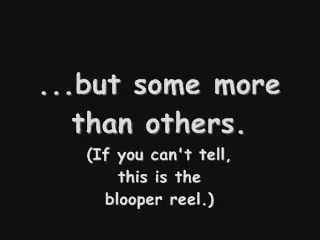 ...but some more
than others.
(If you can't tell,
this is the
blooper reel.)